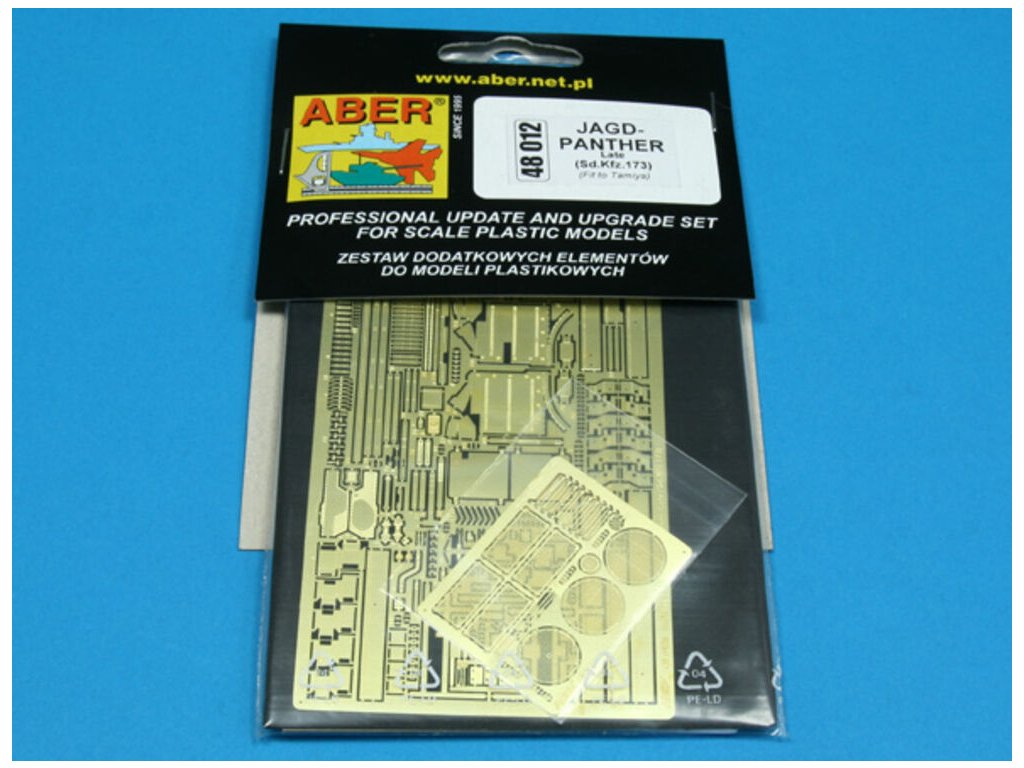 www.aber.net.pl
ABER®
SINCE 1995
48 012
JAGD-
PANTHER
Late
(Sd.Kfz.173)
(Fit to Tamiya)
PROFESSIONAL UPDATE AND UPGRADE SET
FOR SCALE PLASTIC MODELS
ZESTAW DODATKOWYCH ELEMENTÓW
DO MODELI PLASTIKOWYCH
04
PE-LD